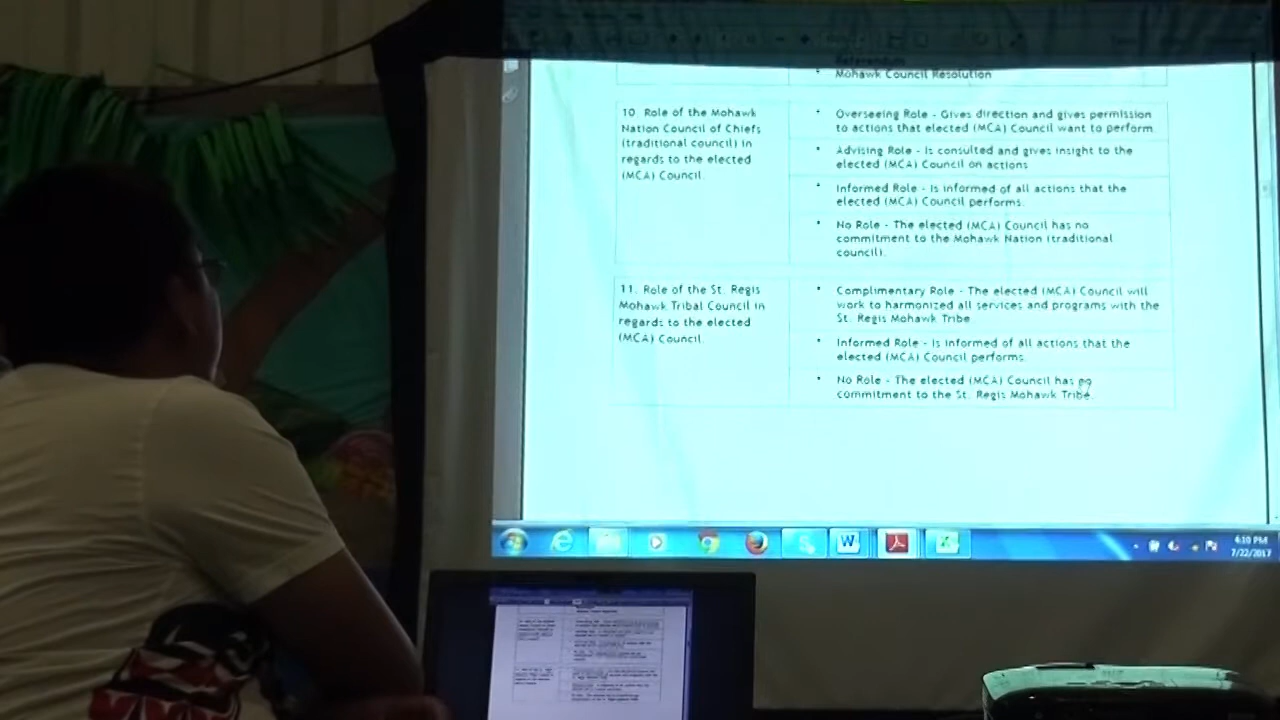 Referendum
Mohawk Council Resolution
10. Role of the Mohawk
Nation Council of Chiefs
(traditional council) in
regards to the elected
(MCA) Council.
Overseeing Role - Gives direction and gives permission
to actions that elected (MCA) Council want to perform.
Advising Role - Is consulted and gives insight to the
elected (MCA) Council on actions
Informed Role - Is informed of all actions that the
elected (MCA) Council performs.
No Role - The elected (MCA) Council has no
commitment to the Mohawk Nation (traditional
council).
11. Role of the St. Regis
Mohawk Tribal Council in
regards to the elected
(MCA) Council.
Complimentary Role - The elected (MCA) Council will
work to harmonized all services and programs with the
St. Regis Mohawk Tribe
Informed Role - Is informed of all actions that the
elected (MCA) Council performs.
No Role - The elected (MCA) Council has no
commitment to the St. Regis Mohawk Tribe.
6:10 PM
7/22/2017